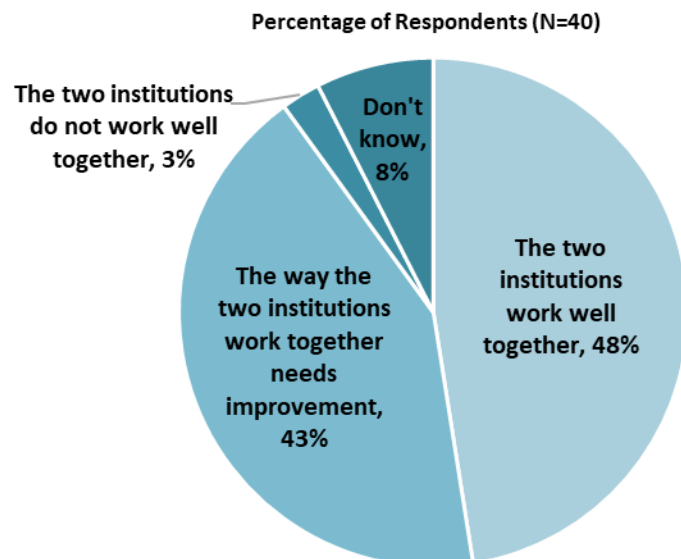 Percentage of Respondents (N=40)
The two institutions
do not work well
together, 3%
Don't
know,
8%
The two
institutions
work well
together, 48%
The way the
two institutions
work together
needs
improvement,
43%